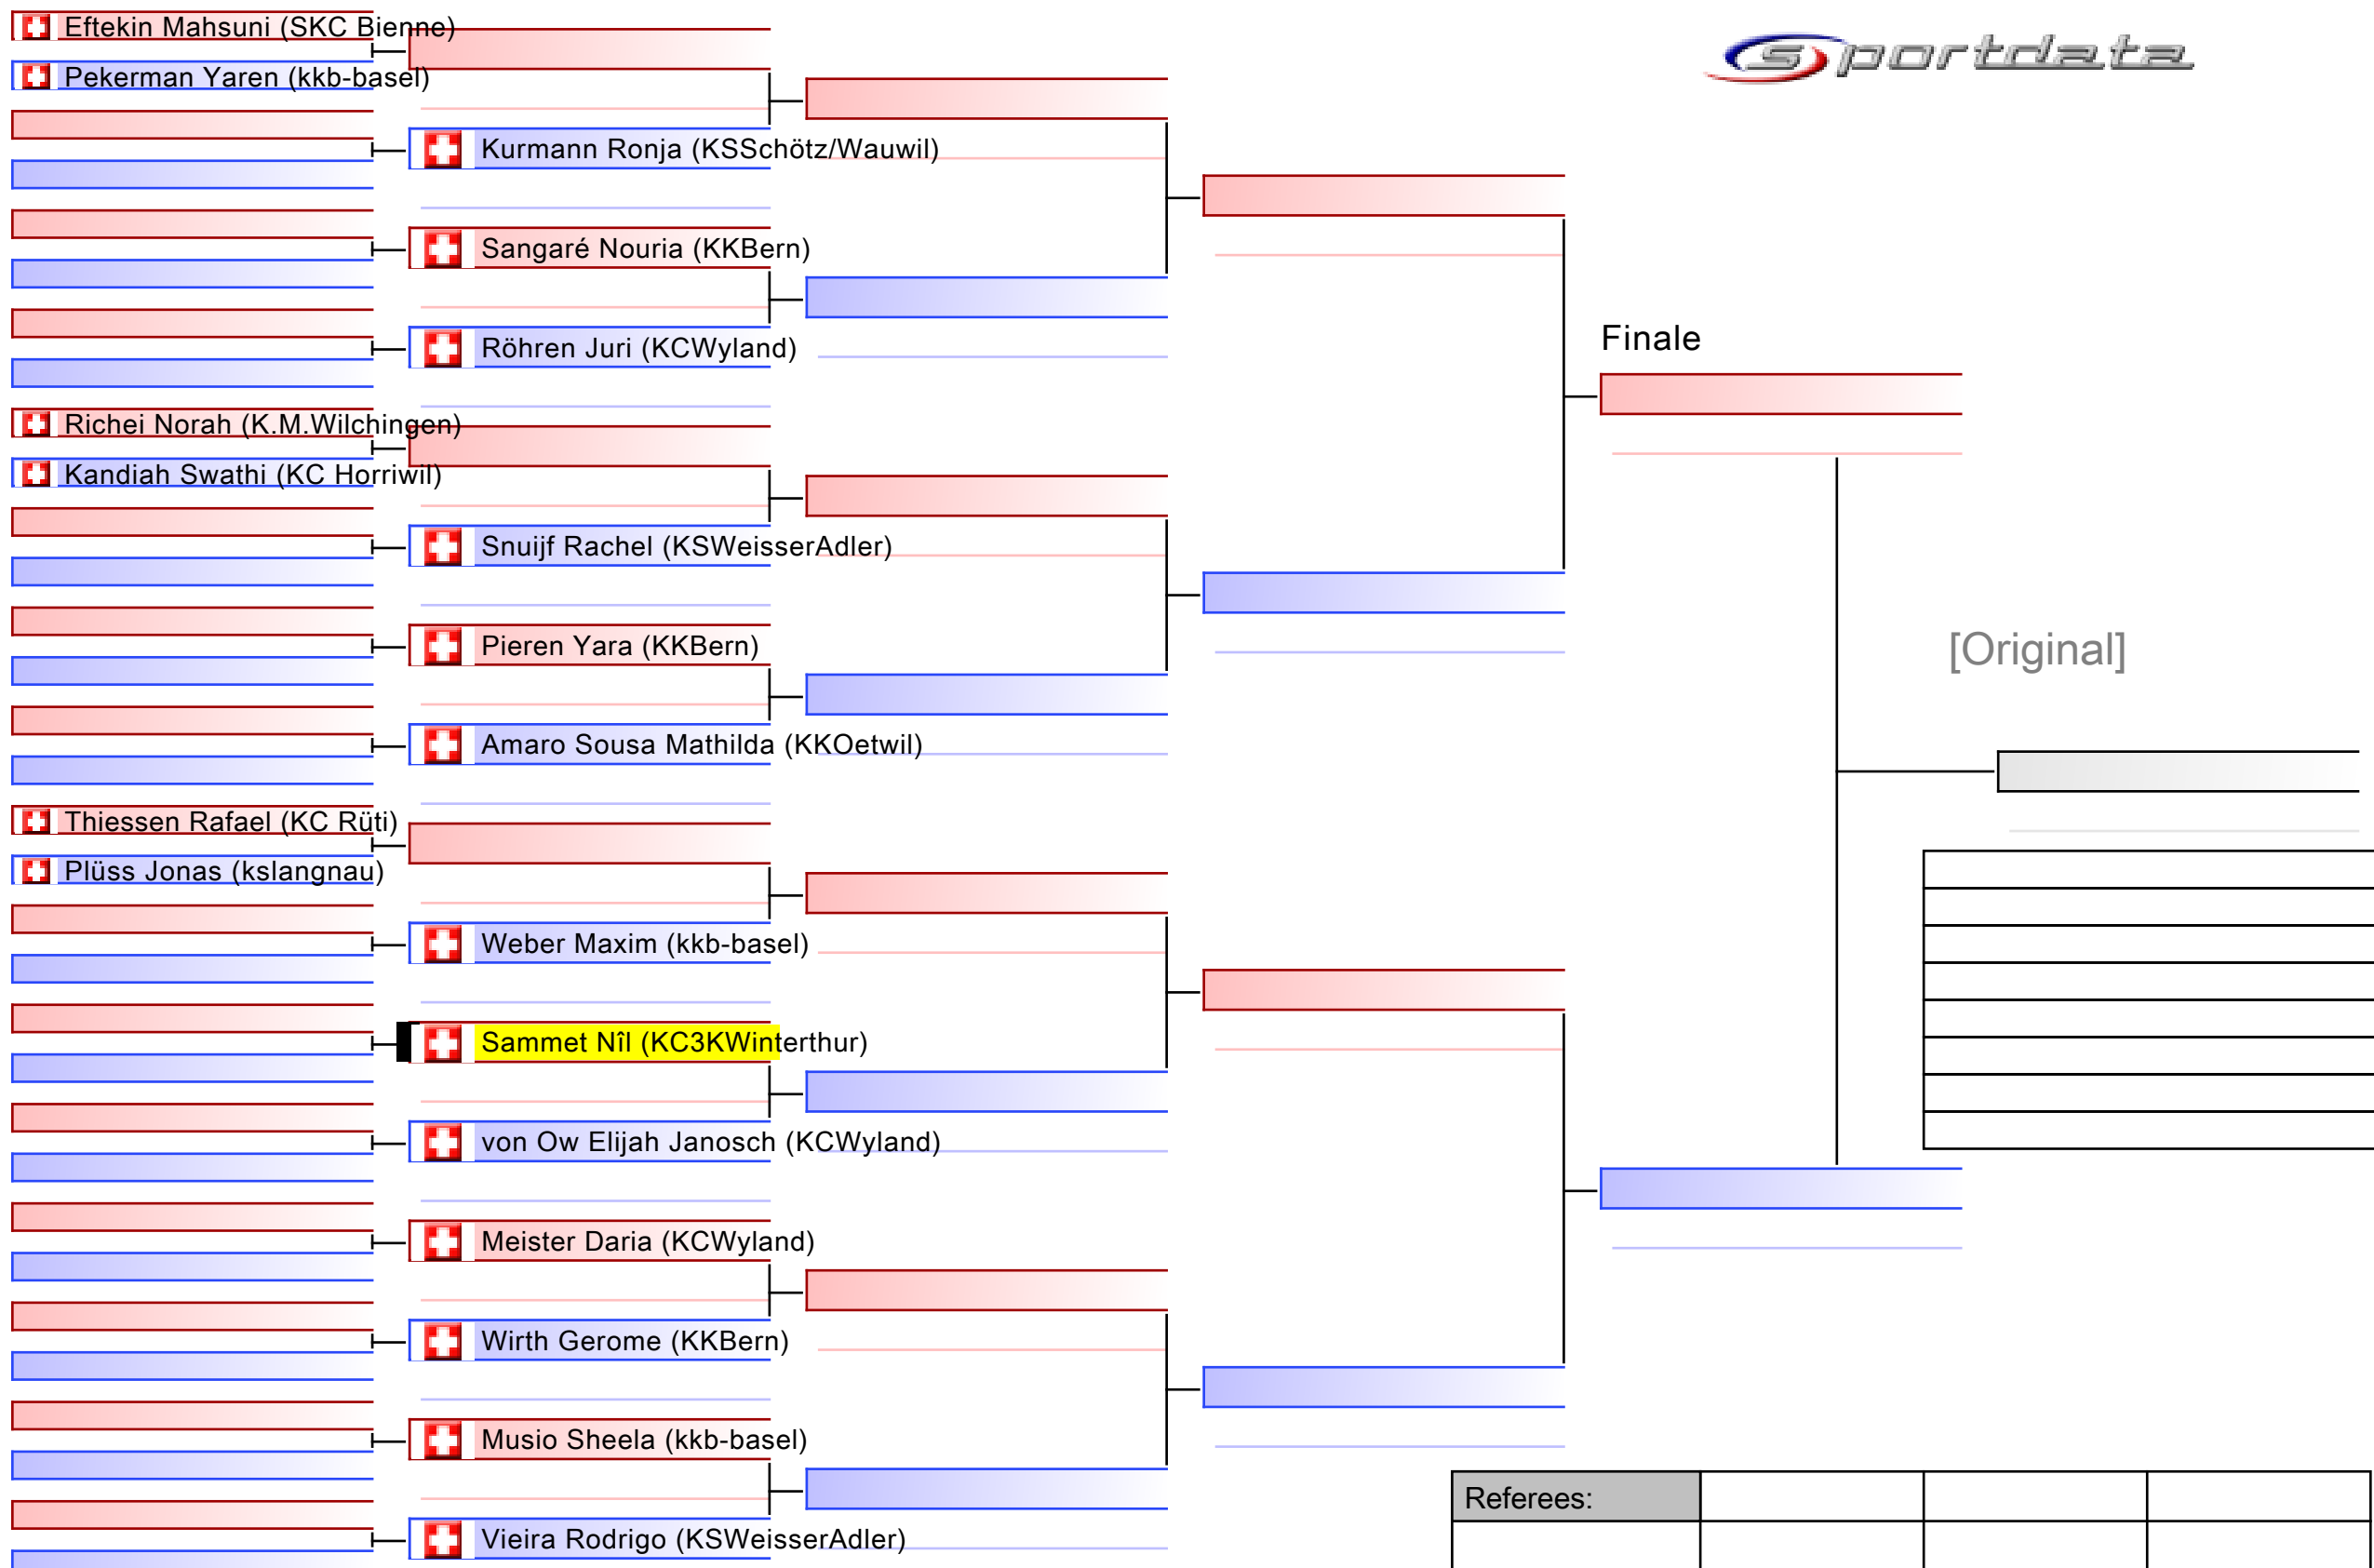 Eftekin Mahsuni (SKC Bienne)
Pekerman Yaren (kkb-basel)
Kurmann Ronja (KSSchötz/Wauwil)
Sangaré Nouria (KKBern)
Röhren Juri (KCWyland)
Richei Norah (K.M.Wilchingen)
Kandiah Swathi (KC Horriwil)
Snuijf Rachel (KSWeisserAdler)
Pieren Yara (KKBern)
Amaro Sousa Mathilda (KKOetwil)
Thiessen Rafael (KC Rüti)
Plüss Jonas (kslangnau)
Weber Maxim (kkb-basel)
Sammet Nîl (KC3KWinterthur)
von Ow Elijah Janosch (KCWyland)
Meister Daria (KCWyland)
Wirth Gerome (KKBern)
Musio Sheela (kkb-basel)
Vieira Rodrigo (KSWeisserAdler)
sportdata
Finale
[Original]
Referees: